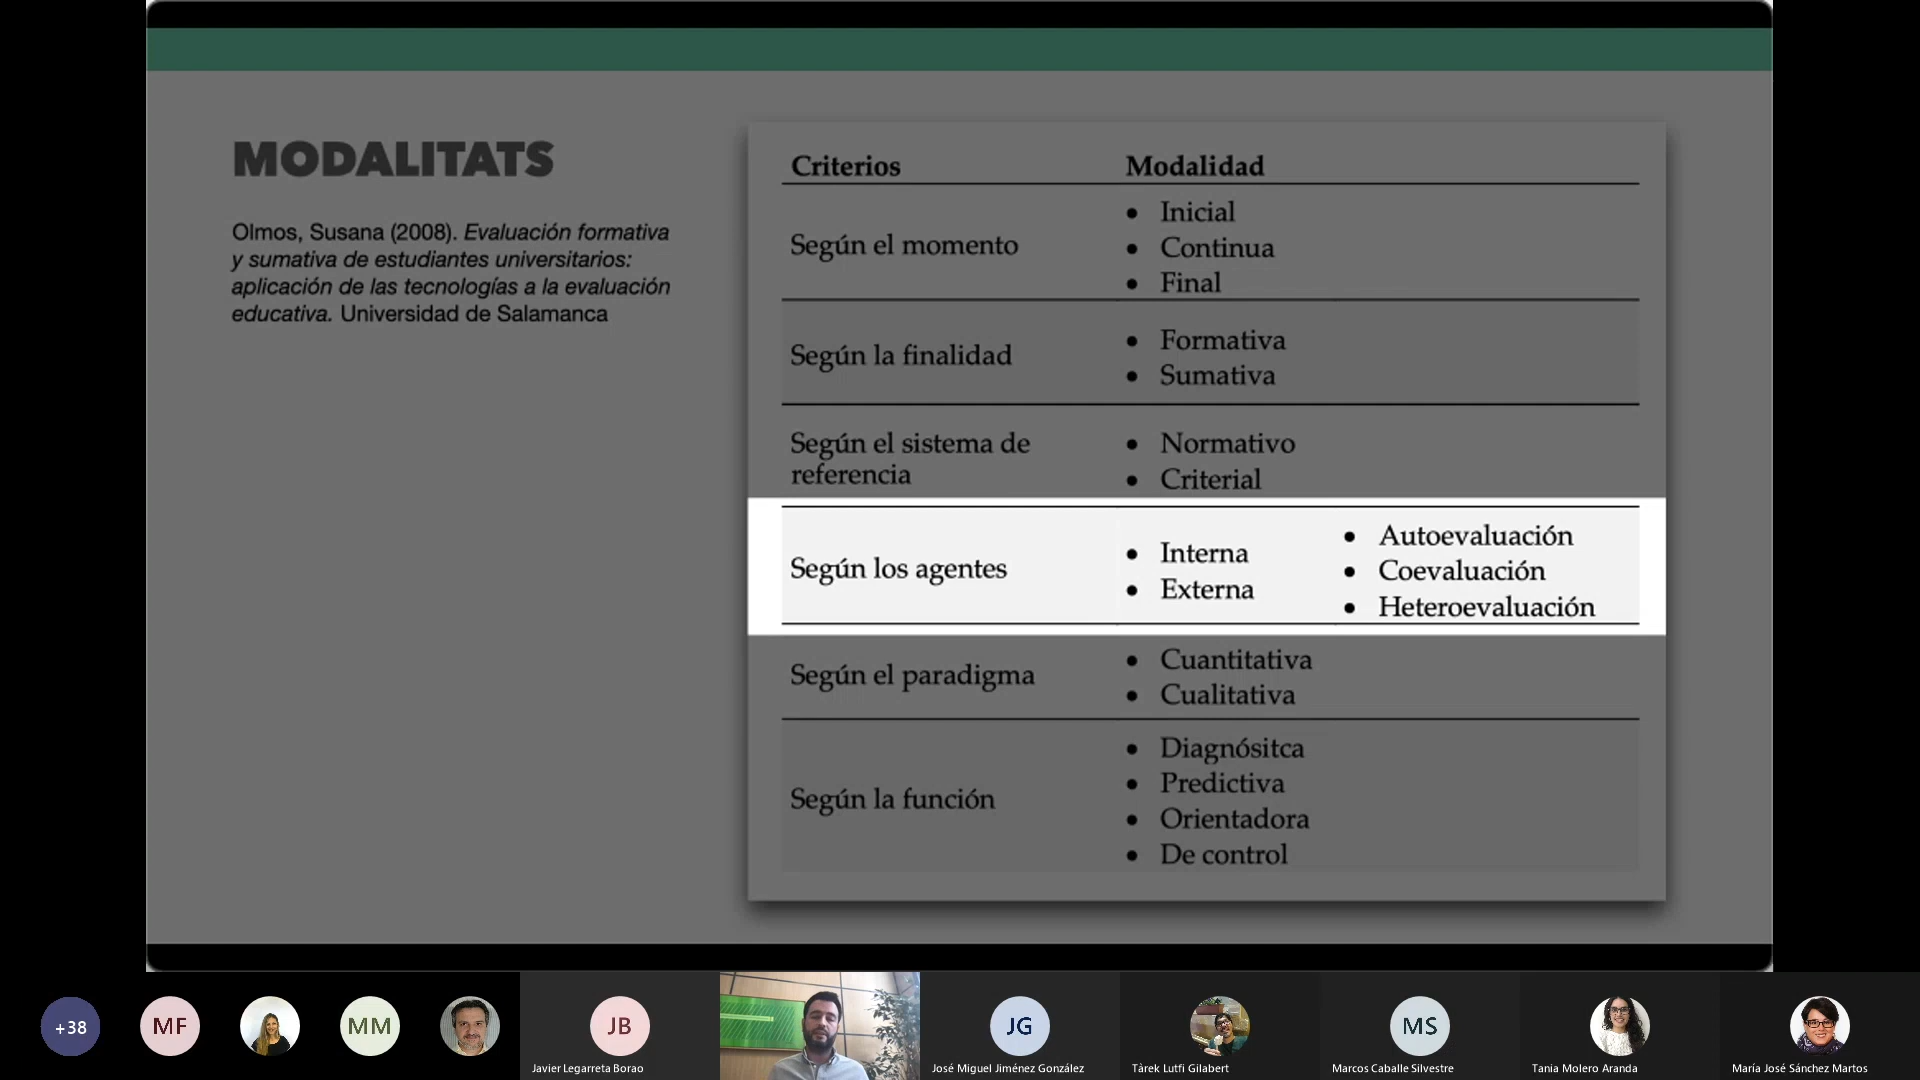 MODALITATS
Olmos, Susana (2008). Evaluación formativa
y sumativa de estudiantes universitarios:
aplicación de las tecnologías a la evaluación
educativa. Universidad de Salamanca
Criterios Modalidad
Según el momento
• Inicial
• Continua
• Final
Según la finalidad
• Formativa
• Sumativa
Según el sistema de
referencia
• Normativo
• Criterial
Según los agentes
• Interna
• Externa
• Autoevaluación
• Coevaluación
• Heteroevaluación
Según el paradigma
• Cuantitativa
• Cualitativa
Según la función
• Diagnósitca
• Predictiva
• Orientadora
• De control
+38
MF
MM
JB
Javier Legarreta Borao
JG
José Miguel Jiménez González
Tàrek Lutfi Gilabert
MS
Marcos Caballe Silvestre
Tania Molero Aranda
María José Sánchez Martos